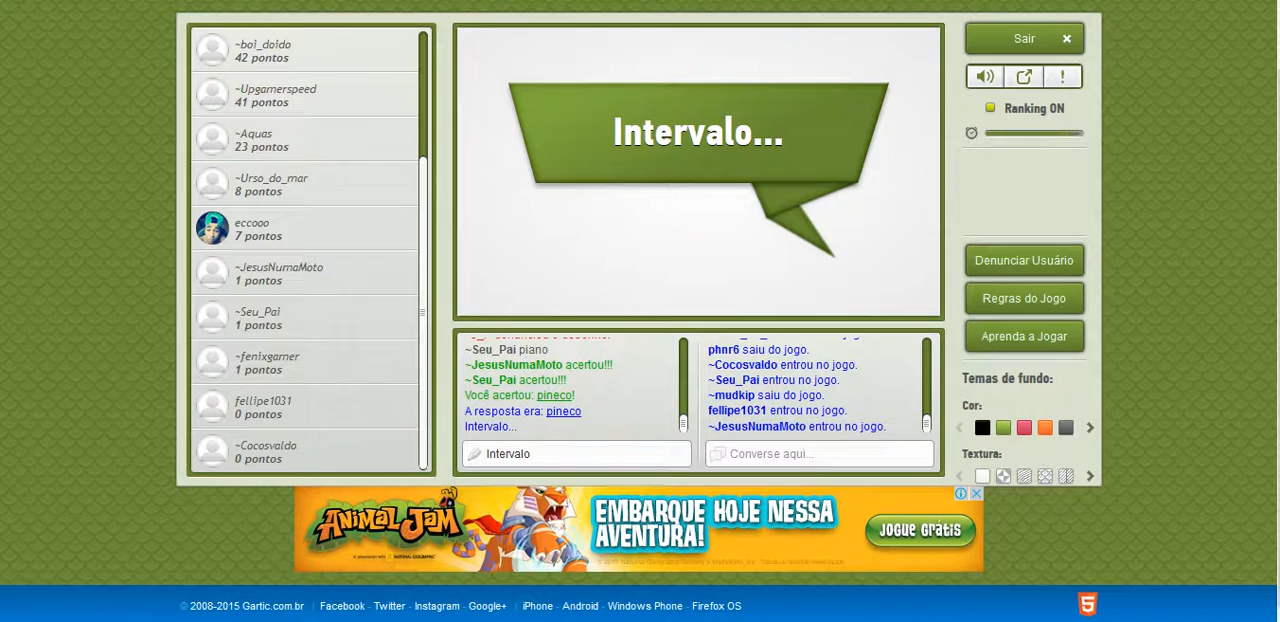 ~boi_doido
42 pontos
~Upgamerspeed
41 pontos
~Aquas
23 pontos
~Urso_do_mar
8 pontos
eccooo
7 pontos
~JesusNumaMoto
1 pontos
~Seu_Pai
1 pontos
~fenixgamer
1 pontos
fellipe1031
0 pontos
~Cocosvaldo
0 pontos
Intervalo...
~Seu_Pai piano
~JesusNumaMoto acertou!!!
~Seu_Pai acertou!!!
Você acertou: pineco!
A resposta era: pineco
Intervalo...
Intervalo
phnr6 saiu do jogo.
~Cocosvaldo entrou no jogo.
~Seu_Pai entrou no jogo.
~mudkip saiu do jogo.
fellipe1031 entrou no jogo.
~JesusNumaMoto entrou no jogo.
Converse aqui...
Sair
Ranking ON
Denunciar Usuário
Regras do Jogo
Aprenda a Jogar
Temas de fundo:
Cor:
Textura:
ANIMAL JAM
NATIONAL GEOGRAPHIC
EMBARQUE HOJE NESSA
AVENTURA!
JOGUE GRÁTIS
© 2008-2015 Gartic.com.br | Facebook - Twitter - Instagram - Google+ | iPhone - Android - Windows Phone - Firefox OS
5